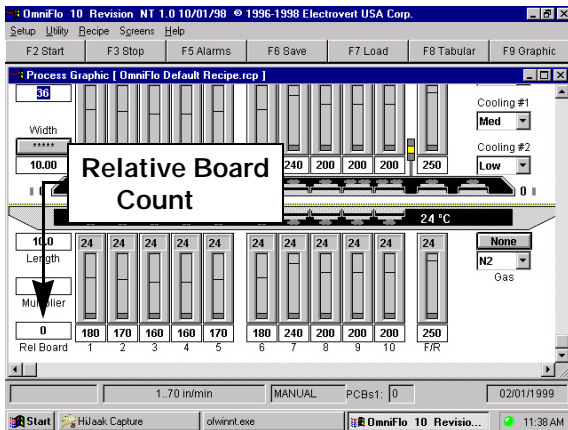 OmniFlo 10 Revision NT 1.0 10/01/98 © 1996-1998 Electrovert USA Corp.
Setup Utility Recipe Screens Help
F2 Start F3 Stop F5 Alarms F6 Save F7 Load F8 Tabular F9 Graphic
Process Graphic [ OmniFlo Default Recipe.rcp ]
36
Cooling #1
Width
Med
*****
Cooling #2
10.00 240 200 200 200 250 Low
Relative Board
Count
0 0
24 °C
10.0 24 24 24 24 24 24 24 24 24 24 24 None
Length
N2
Gas
0 180 170 160 160 170 180 240 200 200 200 250
Rel Board 1 2 3 4 5 6 7 8 9 10 F/R
1..70 in/min MANUAL PCBs1: 0 02/01/1999
Start HiJaak Capture ofwinnt.exe OmniFlo 10 Revisio... 11:38 AM